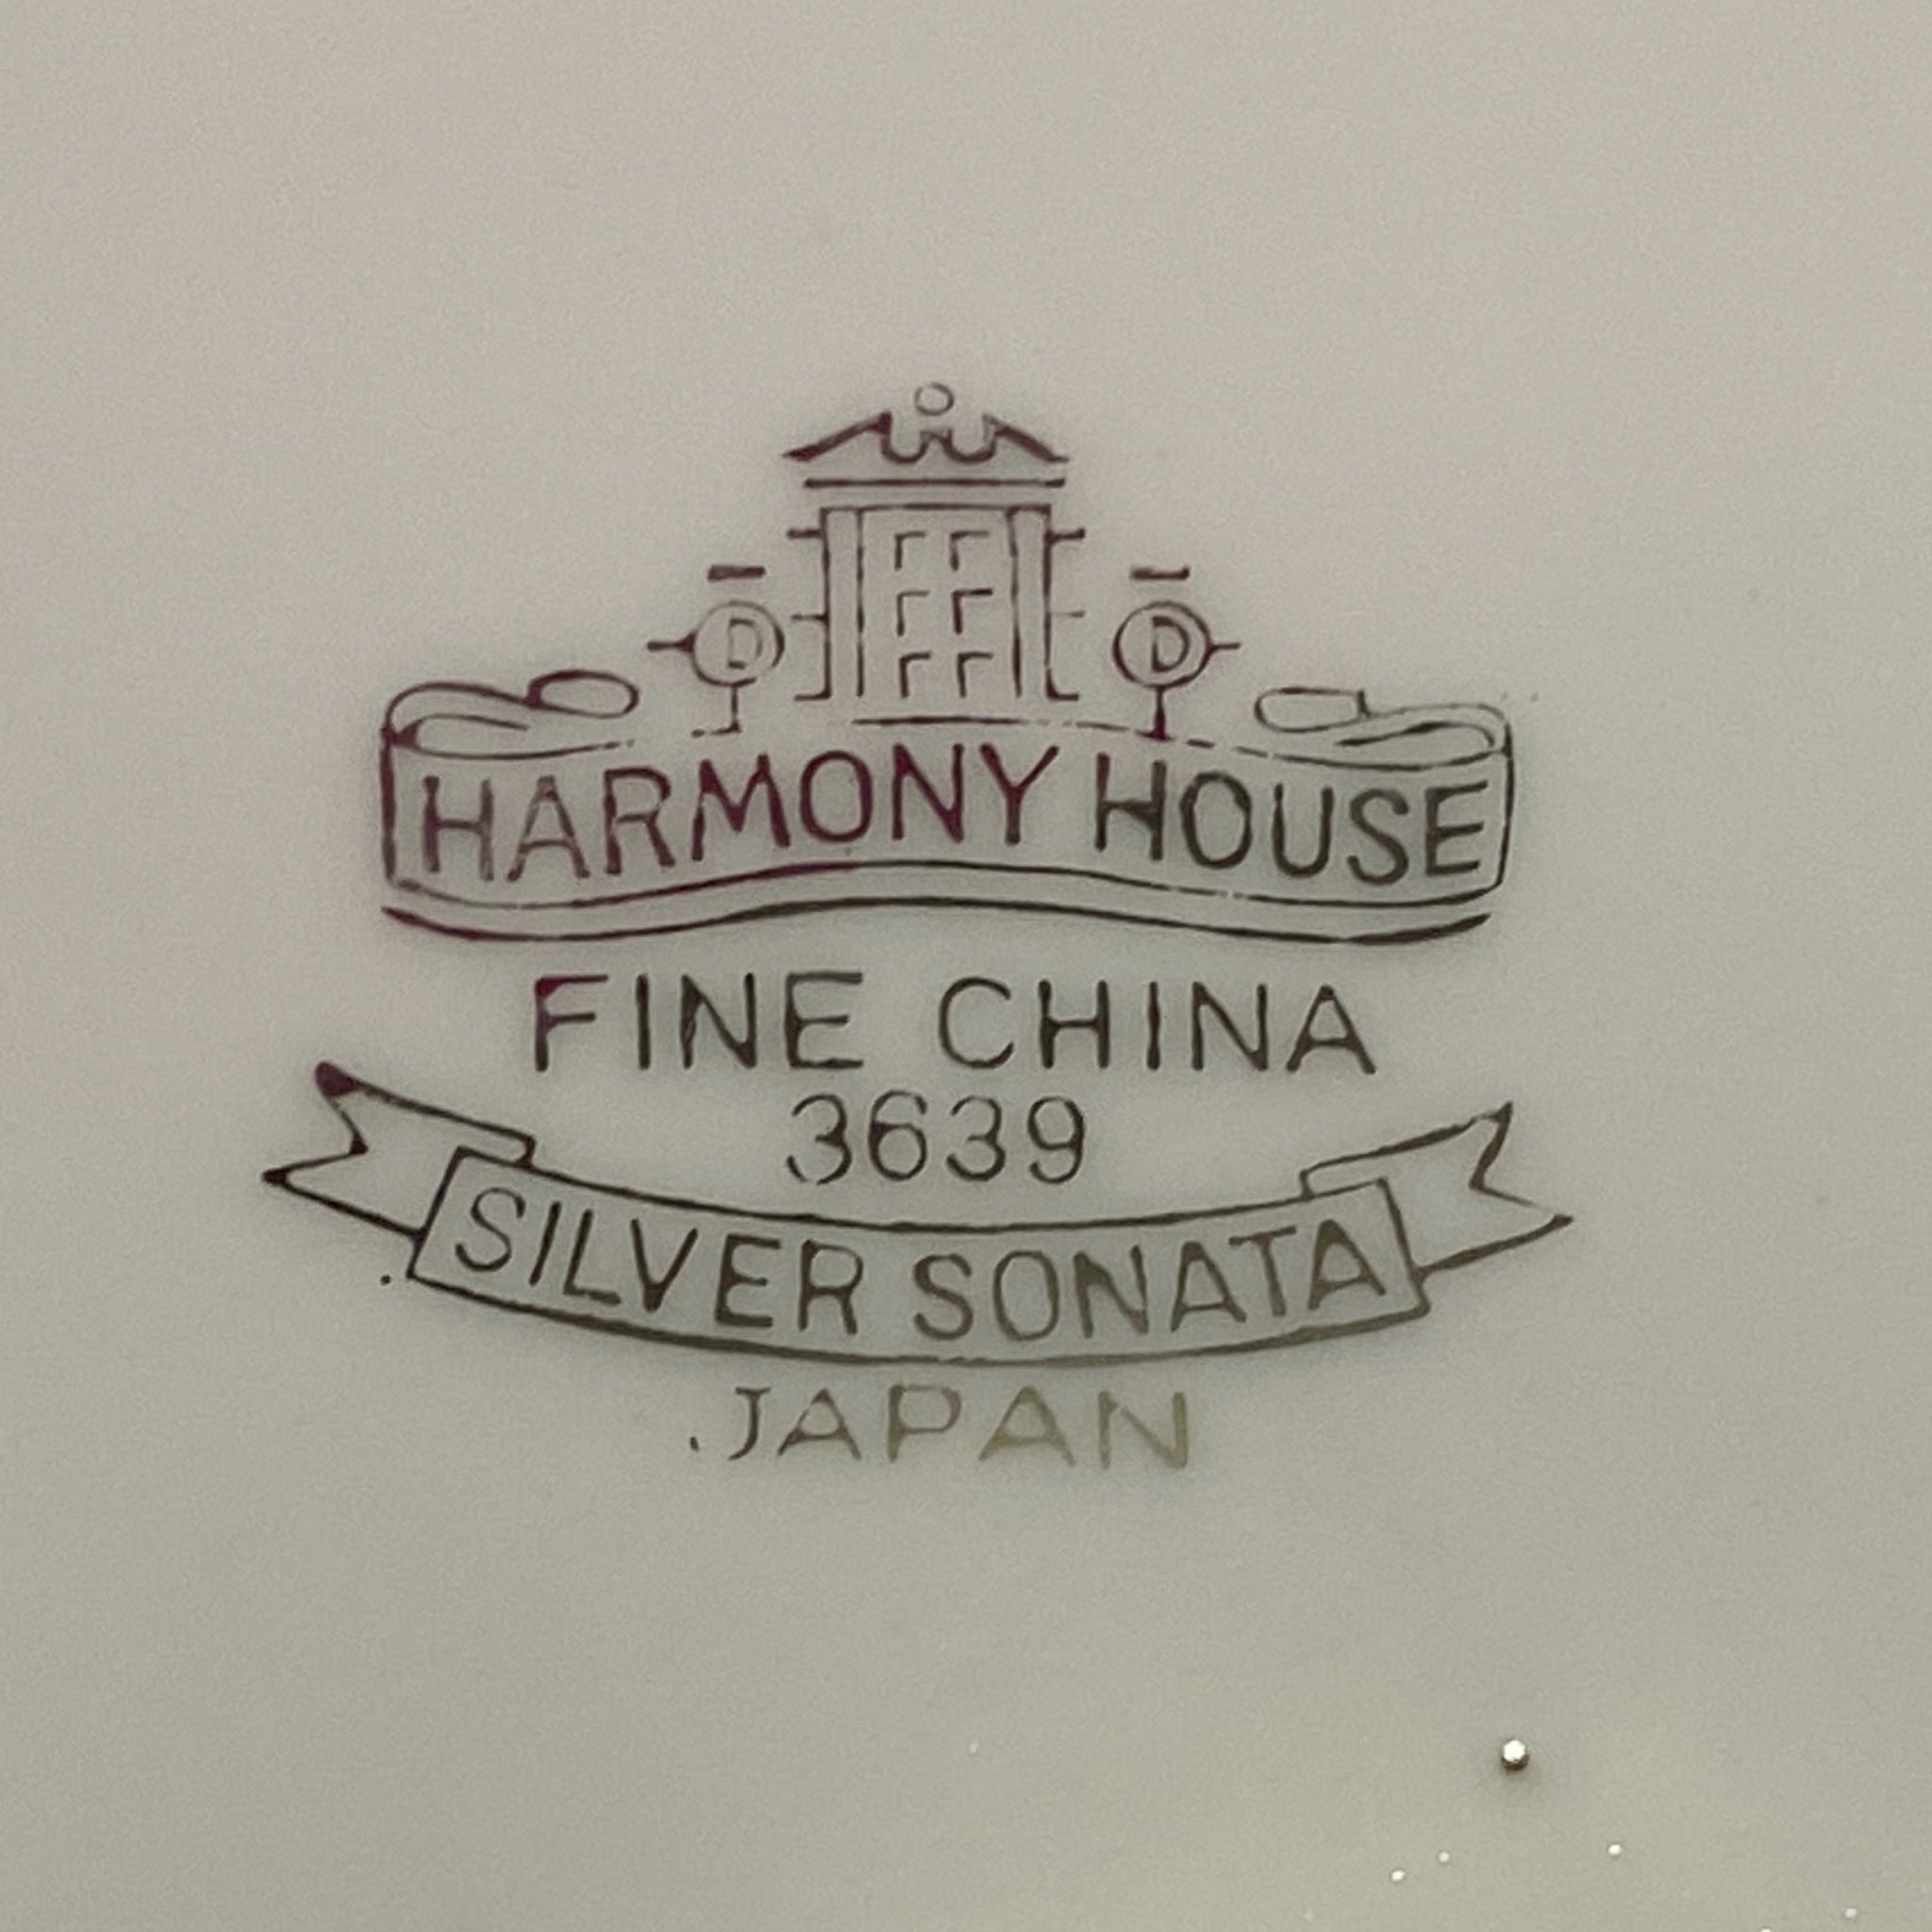 D D
HARMONY HOUSE
FINE CHINA
3639
SILVER SONATA
JAPAN